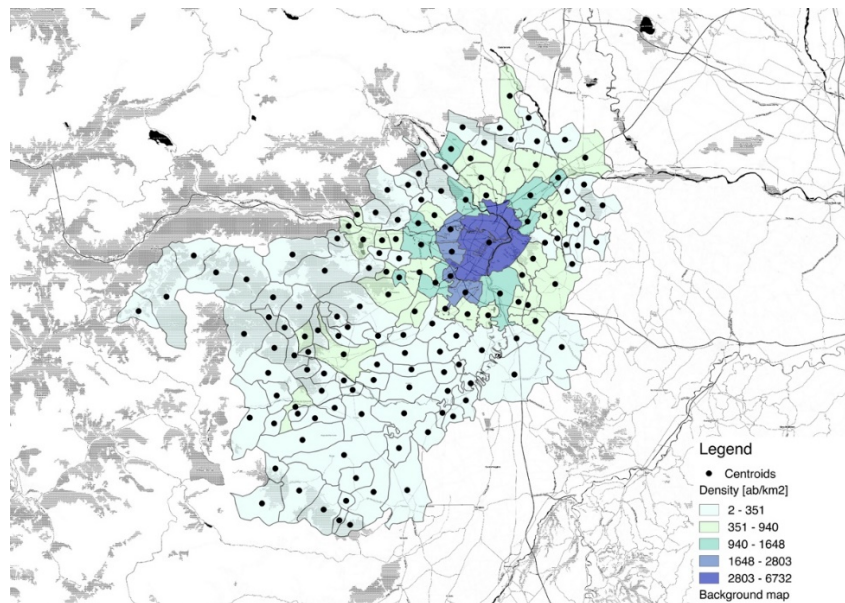 Legend
Centroids
Density [ab/km2]
2 - 351
351 - 940
940 - 1648
1648 - 2803
2803 - 6732
Background map